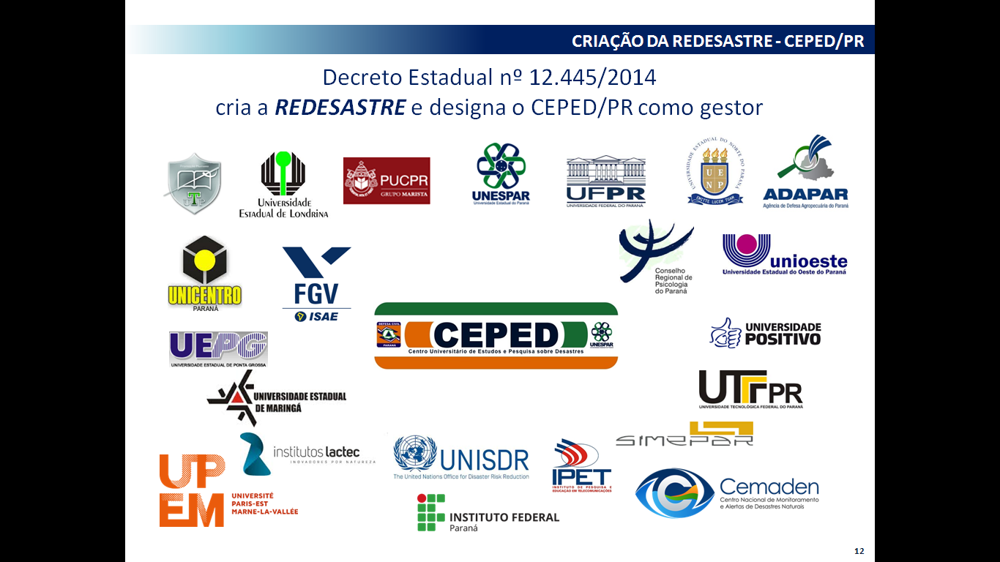 CRIAÇÃO DA REDESASTRE - CEPED/PR
Decreto Estadual nº 12.445/2014
cria a REDESASTRE e designa o CEPED/PR como gestor
UTP
UNIVERSIDADE
ESTADUAL DE LONDRINA
PUCPR
GRUPO MARISTA
UNESPAR
Universidade Estadual do Paraná
UFPR
UNIVERSIDADE FEDERAL DO PARANÁ
UNIVERSIDADE ESTADUAL DO NORTE DO PARANÁ
UE
NP
EMITTE LUCEM TUAM
ADAPAR
Agência de Defesa Agropecuária do Paraná
UNICENTRO
PARANÁ
FGV
ISAE
Conselho
Regional de
Psicologia
do Paraná
unioeste
Universidade Estadual do Oeste do Paraná
DEFESA CIVIL
PARANÁ
CEPED
UNESPAR
Centro Universitário de Estudos e Pesquisa sobre Desastres
UNIVERSIDADE
POSITIVO
UEPG
UNIVERSIDADE ESTADUAL DE PONTA GROSSA
UNIVERSIDADE ESTADUAL
DE MARINGÁ
UTFPR
UNIVERSIDADE TECNOLÓGICA FEDERAL DO PARANÁ
SIMEPAR
institutos lactec
INOVADORES POR NATUREZA
UNISDR
The United Nations Office for Disaster Risk Reduction
IPET
INSTITUTO DE PESQUISA E
EDUCAÇÃO EM TELECOMUNICAÇÕES
UP
EM
UNIVERSITÉ
PARIS-EST
MARNE-LA-VALLÉE
Cemaden
Centro Nacional de Monitoramento
e Alertas de Desastres Naturais
INSTITUTO FEDERAL
Paraná
12